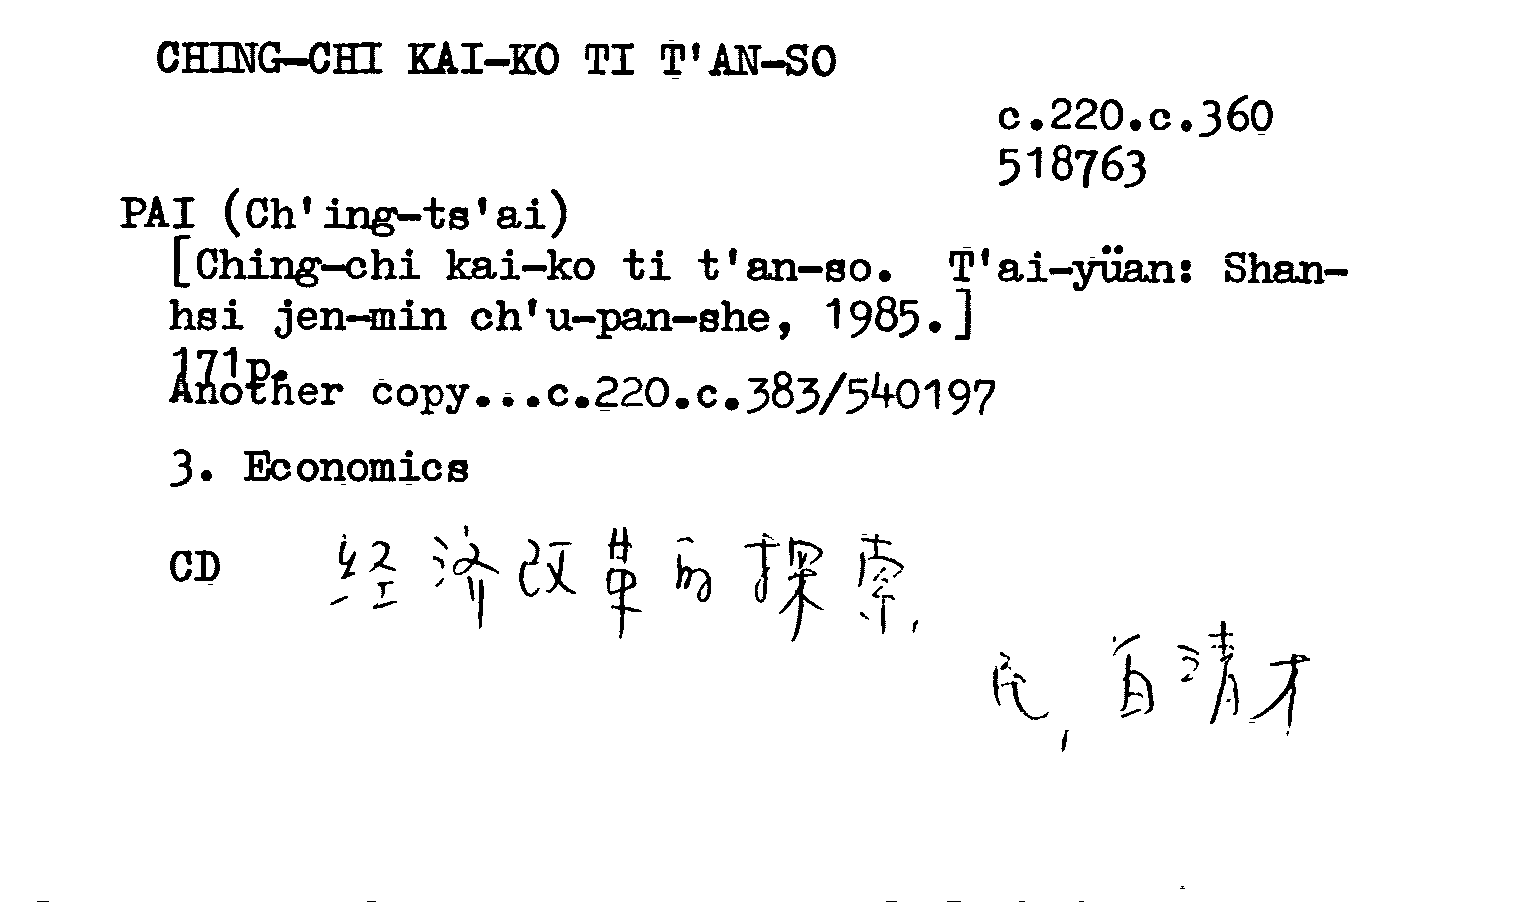 CHING-CHI KAI-KO TI T'AN-SO
c.220.c.360
518763
PAI (Ch'ing-ts'ai)
[Ching-chi kai-ko ti t'an-so. T'ai-yüan: Shan-
hsi jen-min ch'u-pan-she, 1985.]
171p.
Another copy...c.220.c.383/540197
3. Economics
CD 经济改革的探索,
白清才